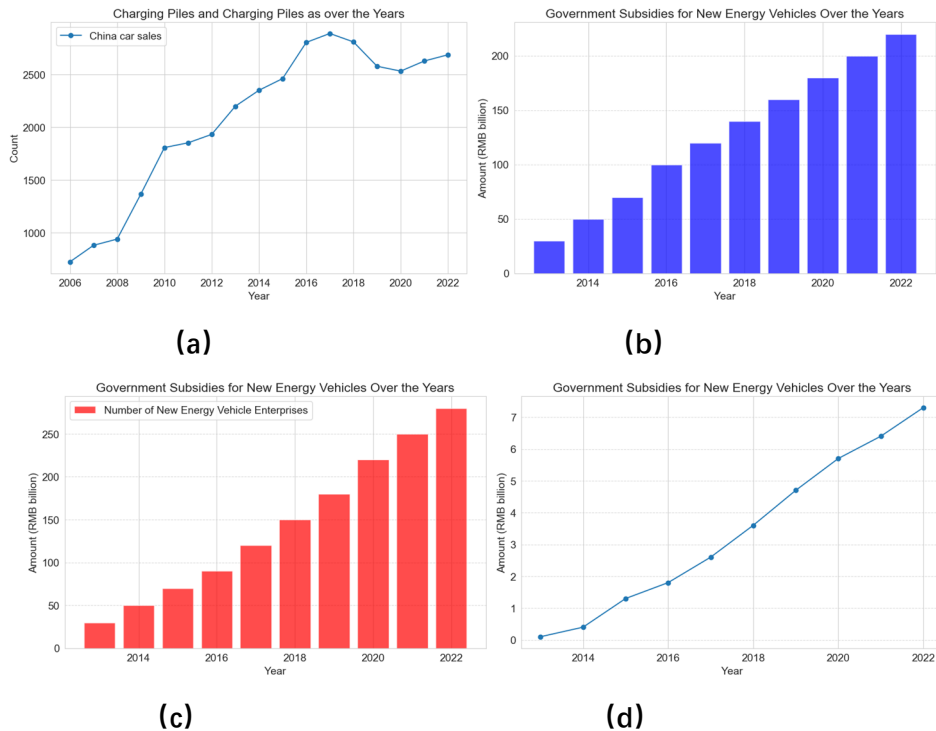 Charging Piles and Charging Piles as over the Years
China car sales
2500
2000
1500
1000
Count
2006 2008 2010 2012 2014 2016 2018 2020 2022
Year
(a)
Government Subsidies for New Energy Vehicles Over the Years
200
150
100
50
0
Amount (RMB billion)
2014 2016 2018 2020 2022
Year
(b)
Government Subsidies for New Energy Vehicles Over the Years
Number of New Energy Vehicle Enterprises
250
200
150
100
50
0
Amount (RMB billion)
2014 2016 2018 2020 2022
Year
(c)
Government Subsidies for New Energy Vehicles Over the Years
7
6
5
4
3
2
1
0
Amount (RMB billion)
2014 2016 2018 2020 2022
Year
(d)